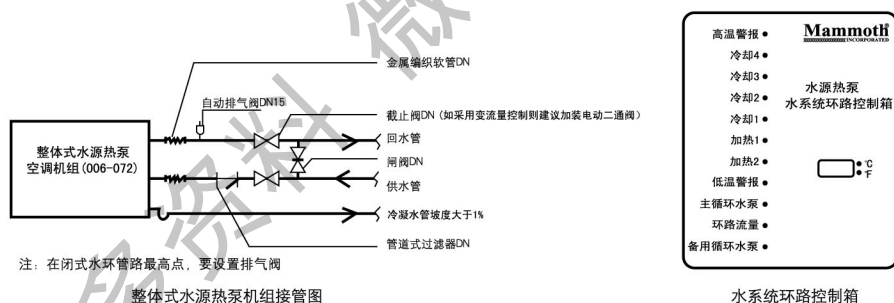 金属编织软管DN
自动排气阀DN15
截止阀DN（如采用变流量控制则建议加装电动二通阀）
回水管
整体式水源热泵
空调机组(006-072)
闸阀DN
供水管
冷凝水管坡度大于1%
管道式过滤器DN
注：在闭式水环管路最高点，要设置排气阀
整体式水源热泵机组接管图
Mammoth
INCORPORATED
高温警报
冷却4
冷却3
冷却2
冷却1
加热1
加热2
低温警报
主循环水泵
环路流量
备用循环水泵
水源热泵
水系统环路控制箱
℃
℉
水系统环路控制箱
多资料 微